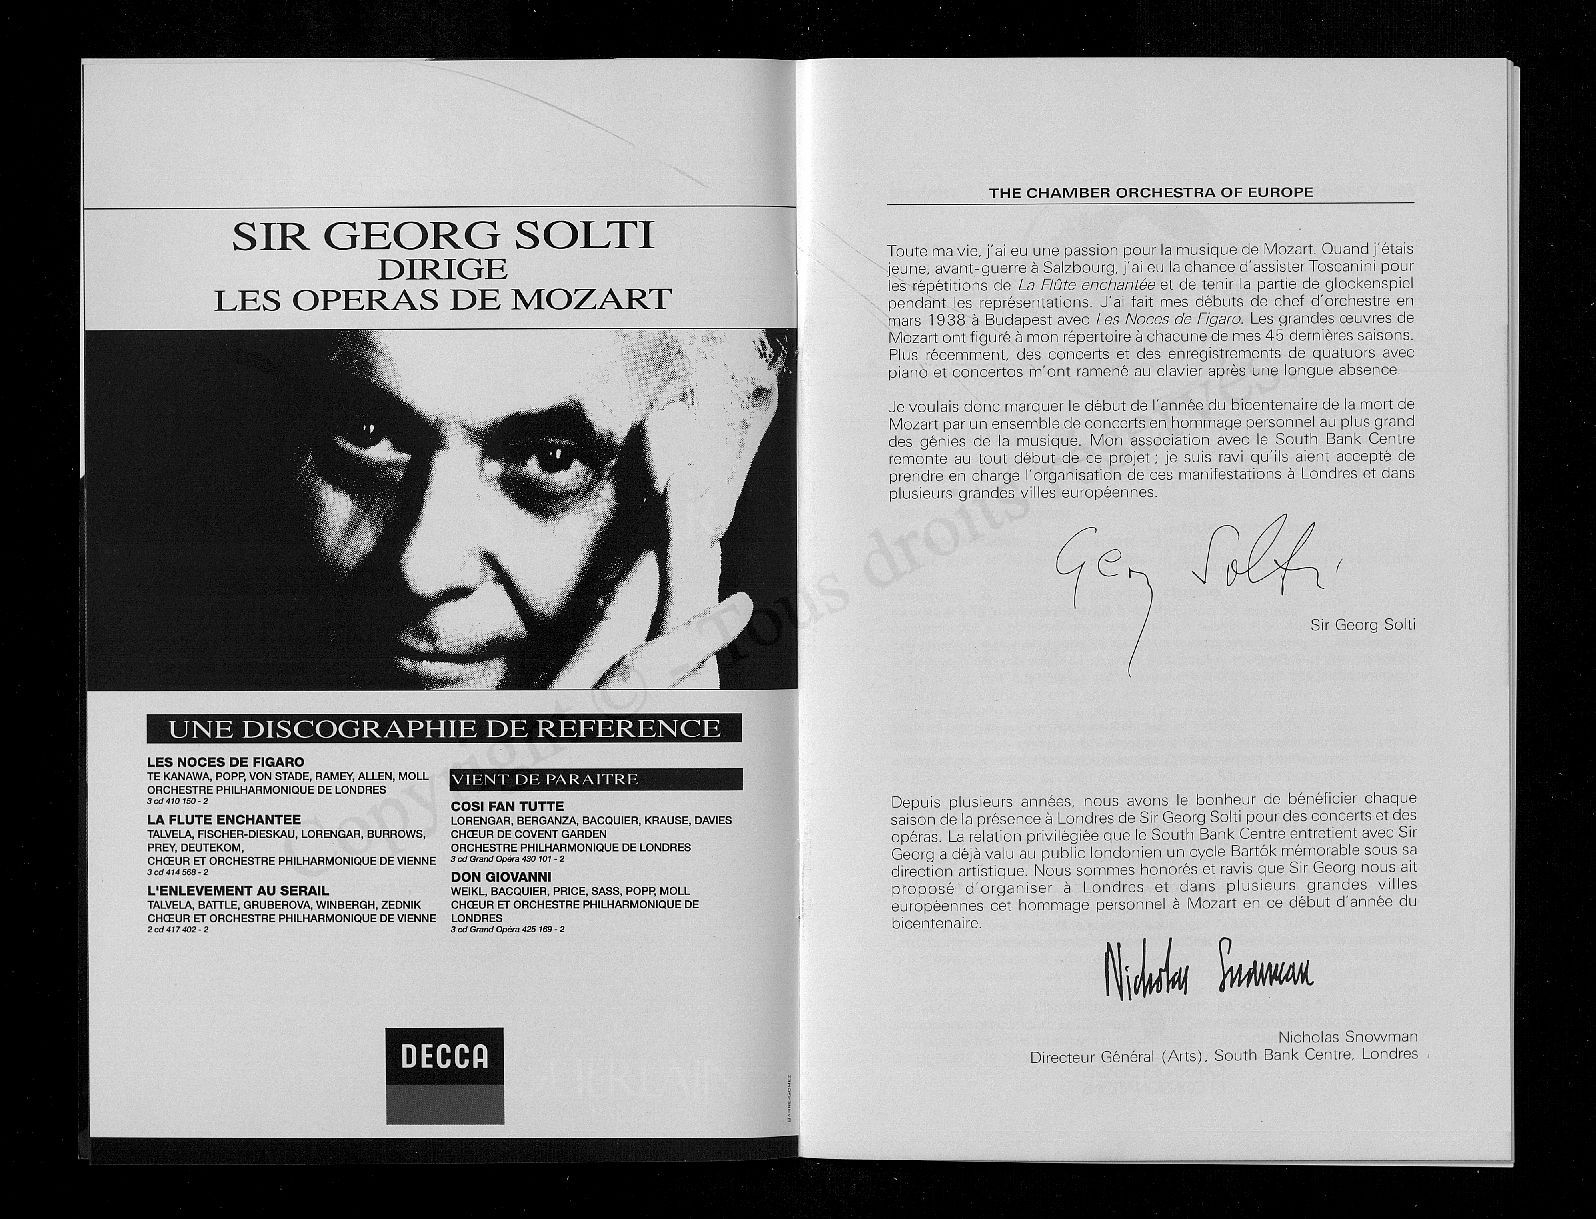 SIR GEORG SOLTI
DIRIGE
LES OPERAS DE MOZART
UNE DISCOGRAPHIE DE REFERENCE
LES NOCES DE FIGARO
TE KANAWA, POPP, VON STADE, RAMEY, ALLEN, MOLL
ORCHESTRE PHILHARMONIQUE DE LONDRES
3 cd 410 150 - 2
LA FLUTE ENCHANTEE
TALVELA, FISCHER-DIESKAU, LORENGAR, BURROWS,
PREY, DEUTEKOM,
CHŒUR ET ORCHESTRE PHILHARMONIQUE DE VIENNE
3 cd 414 568 - 2
L'ENLEVEMENT AU SERAIL
TALVELA, BATTLE, GRUBEROVA, WINBERGH, ZEDNIK
CHŒUR ET ORCHESTRE PHILHARMONIQUE DE VIENNE
2 cd 417 402 - 2
VIENT DE PARAITRE
COSI FAN TUTTE
LORENGAR, BERGANZA, BACQUIER, KRAUSE, DAVIES
CHŒUR DE COVENT GARDEN
ORCHESTRE PHILHARMONIQUE DE LONDRES
3 cd Grand Opéra 430 101 - 2
DON GIOVANNI
WEIKL, BACQUIER, PRICE, SASS, POPP, MOLL
CHŒUR ET ORCHESTRE PHILHARMONIQUE DE
LONDRES
3 cd Grand Opéra 425 169 - 2
DECCA
Copyright © - Tous droits
THE CHAMBER ORCHESTRA OF EUROPE
Toute ma vie, j'ai eu une passion pour la musique de Mozart. Quand j'étais
jeune, avant-guerre à Salzbourg, j'ai eu la chance d'assister Toscanini pour
les répétitions de La Flûte enchantée et de tenir la partie de glockenspiel
pendant les représentations. J'ai fait mes débuts de chef d'orchestre en
mars 1938 à Budapest avec Les Noces de Figaro. Les grandes œuvres de
Mozart ont figuré à mon répertoire à chacune de mes 45 dernières saisons.
Plus récemment, des concerts et des enregistrements de quatuors avec
piano et concertos m'ont ramené au clavier après une longue absence
Je voulais donc marquer le début de l'année du bicentenaire de la mort de
Mozart par un ensemble de concerts en hommage personnel au plus grand
des génies de la musique. Mon association avec le South Bank Centre
remonte au tout début de ce projet ; je suis ravi qu'ils aient accepté de
prendre en charge l'organisation de ces manifestations à Londres et dans
plusieurs grandes villes européennes.
Georg Solti
Sir Georg Solti
Depuis plusieurs années, nous avons le bonheur de bénéficier chaque
saison de la présence à Londres de Sir Georg Solti pour des concerts et des
opéras. La relation privilégiée que le South Bank Centre entretient avec Sir
Georg a déjà valu au public londonien un cycle Bartók mémorable sous sa
direction artistique. Nous sommes honorés et ravis que Sir Georg nous ait
proposé d'organiser à Londres et dans plusieurs grandes villes
européennes cet hommage personnel à Mozart en ce début d'année du
bicentenaire.
Nicholas Snowman
Nicholas Snowman
Directeur Général (Arts), South Bank Centre, Londres